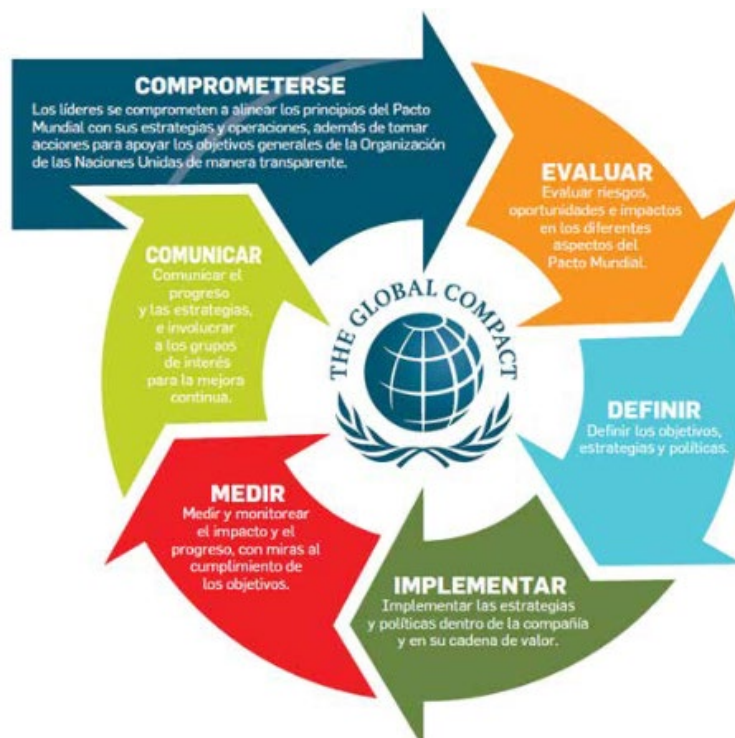 COMPROMETERSE
Los líderes se comprometen a alinear los principios del Pacto
Mundial con sus estrategias y operaciones, además de tomar
acciones para apoyar los objetivos generales de la Organización
de las Naciones Unidas de manera transparente.
EVALUAR
Evaluar riesgos,
oportunidades e impactos
en los diferentes
aspectos del
Pacto Mundial.
DEFINIR
Definir los objetivos,
estrategias y políticas.
IMPLEMENTAR
Implementar las estrategias
y políticas dentro de la compañía
y en su cadena de valor.
MEDIR
Medir y monitorear
el impacto y el
progreso, con miras al
cumplimiento de
los objetivos.
COMUNICAR
Comunicar el
progreso
y las estrategias,
e involucrar
a los grupos
de interés
para la mejora
continua.
THE GLOBAL COMPACT